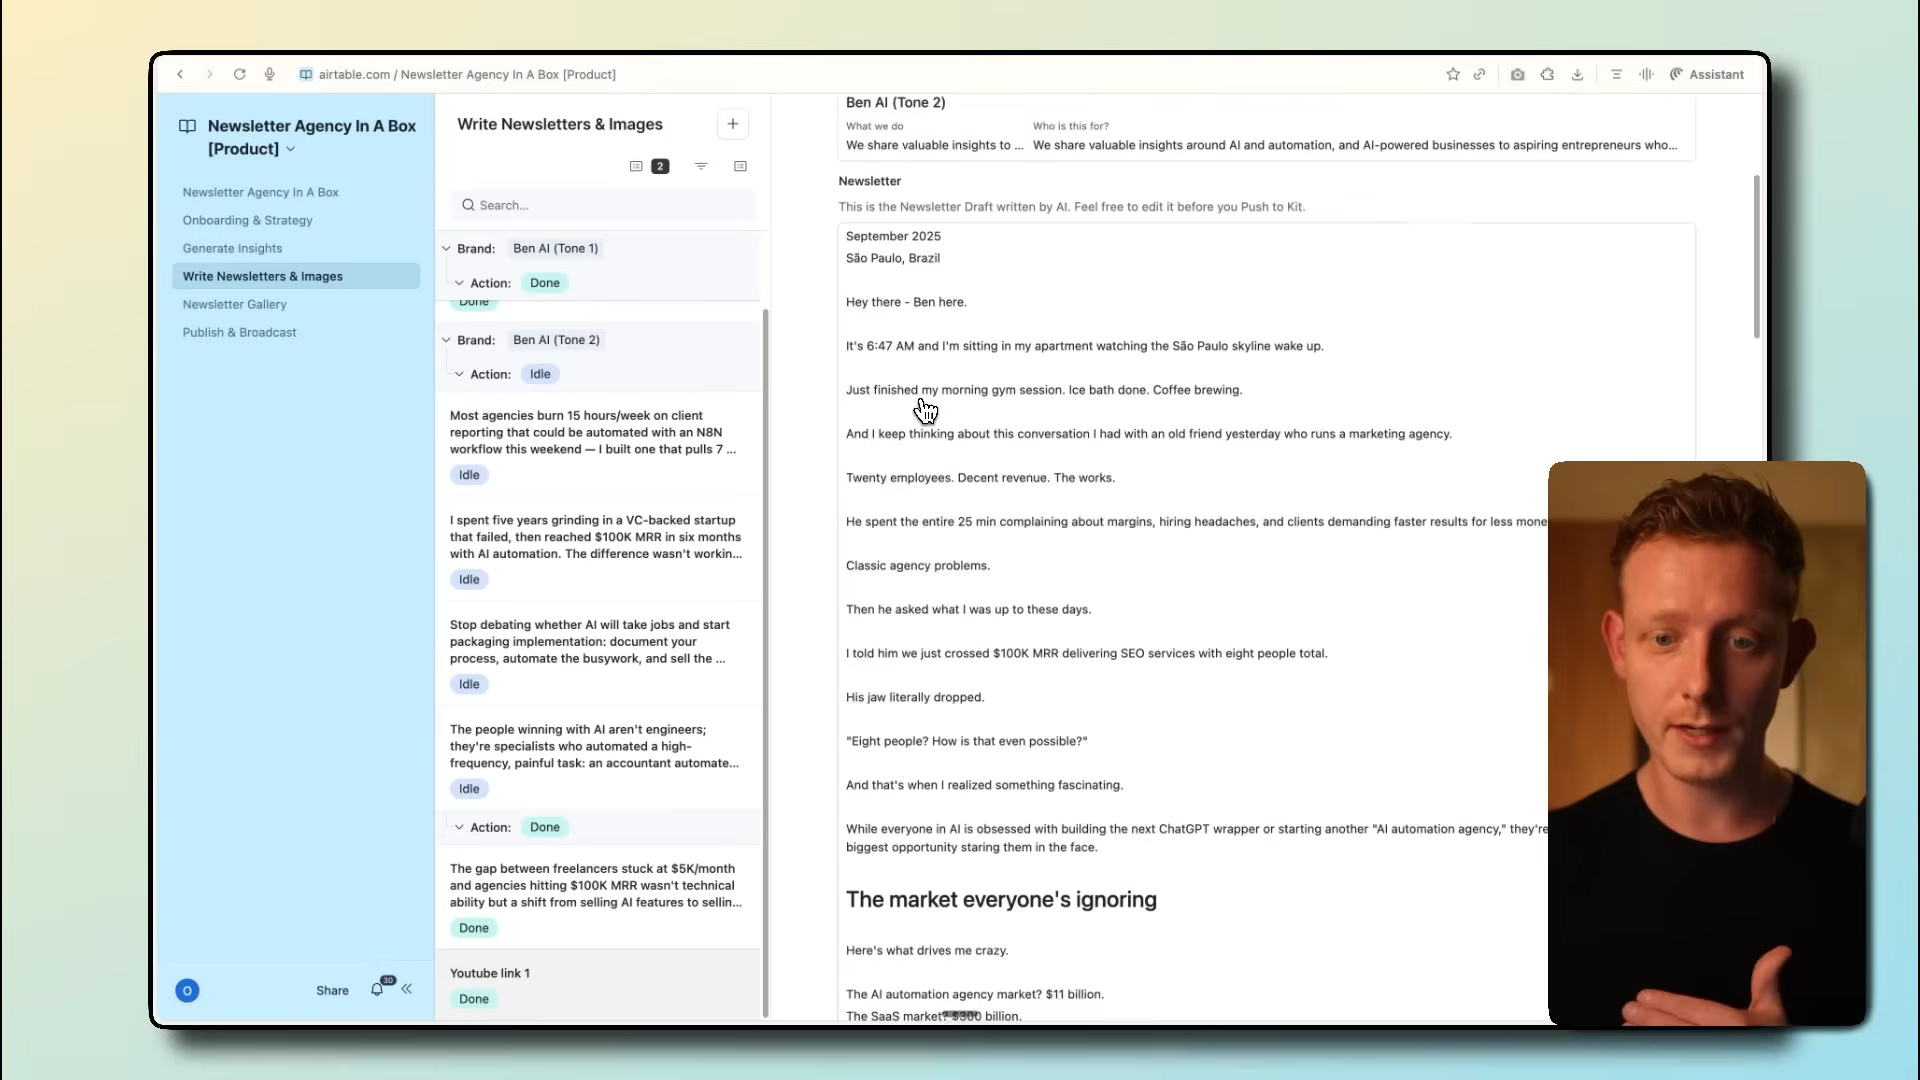 airtable.com / Newsletter Agency In A Box [Product]
Assistant
Newsletter Agency In A Box
[Product]
Newsletter Agency In A Box
Onboarding & Strategy
Generate Insights
Write Newsletters & Images
Newsletter Gallery
Publish & Broadcast
O
Share
30
Write Newsletters & Images
2
Search...
Brand: Ben AI (Tone 1)
Action: Done
Done
Brand: Ben AI (Tone 2)
Action: Idle
Most agencies burn 15 hours/week on client
reporting that could be automated with an N8N
workflow this weekend — I built one that pulls 7 ...
Idle
I spent five years grinding in a VC-backed startup
that failed, then reached $100K MRR in six months
with AI automation. The difference wasn't workin...
Idle
Stop debating whether AI will take jobs and start
packaging implementation: document your
process, automate the busywork, and sell the ...
Idle
The people winning with AI aren't engineers;
they're specialists who automated a high-
frequency, painful task: an accountant automate...
Idle
Action: Done
The gap between freelancers stuck at $5K/month
and agencies hitting $100K MRR wasn't technical
ability but a shift from selling AI features to sellin...
Done
Youtube link 1
Done
Ben AI (Tone 2)
What we do Who is this for?
We share valuable insights to ... We share valuable insights around AI and automation, and AI-powered businesses to aspiring entrepreneurs who...
Newsletter
This is the Newsletter Draft written by AI. Feel free to edit it before you Push to Kit.
September 2025
São Paulo, Brazil
Hey there - Ben here.
It's 6:47 AM and I'm sitting in my apartment watching the São Paulo skyline wake up.
Just finished my morning gym session. Ice bath done. Coffee brewing.
And I keep thinking about this conversation I had with an old friend yesterday who runs a marketing agency.
Twenty employees. Decent revenue. The works.
He spent the entire 25 min complaining about margins, hiring headaches, and clients demanding faster results for less mone
Classic agency problems.
Then he asked what I was up to these days.
I told him we just crossed $100K MRR delivering SEO services with eight people total.
His jaw literally dropped.
"Eight people? How is that even possible?"
And that's when I realized something fascinating.
While everyone in AI is obsessed with building the next ChatGPT wrapper or starting another "AI automation agency," they're
biggest opportunity staring them in the face.
The market everyone's ignoring
Here's what drives me crazy.
The AI automation agency market? $11 billion.
The SaaS market? $300 billion.